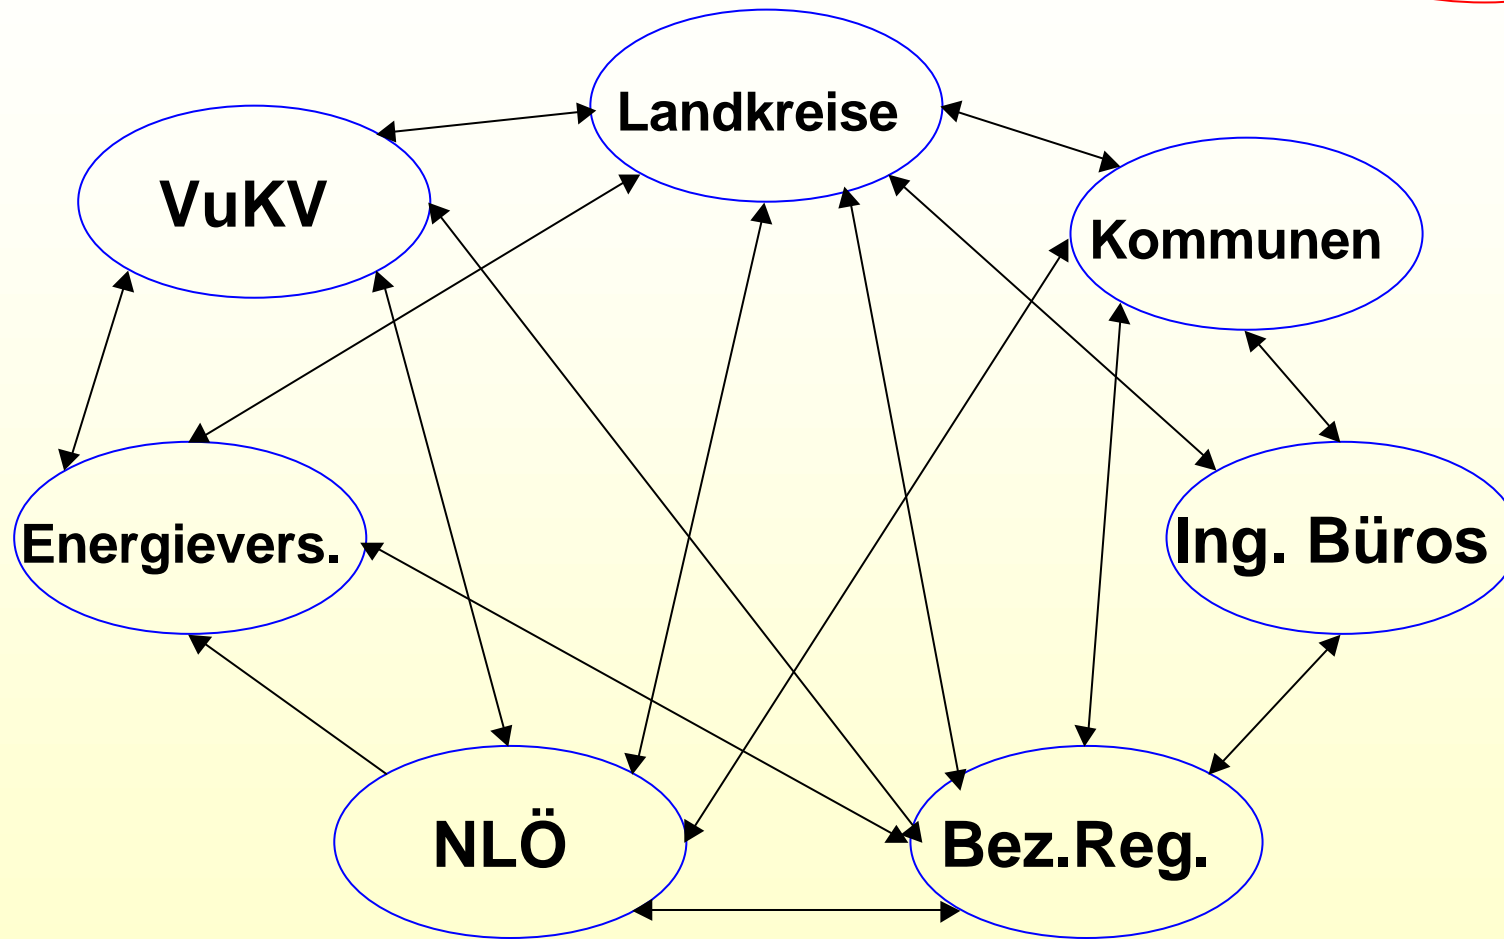 Landkreise
VuKV
Kommunen
Energievers.
Ing. Büros
NLÖ
Bez.Reg.